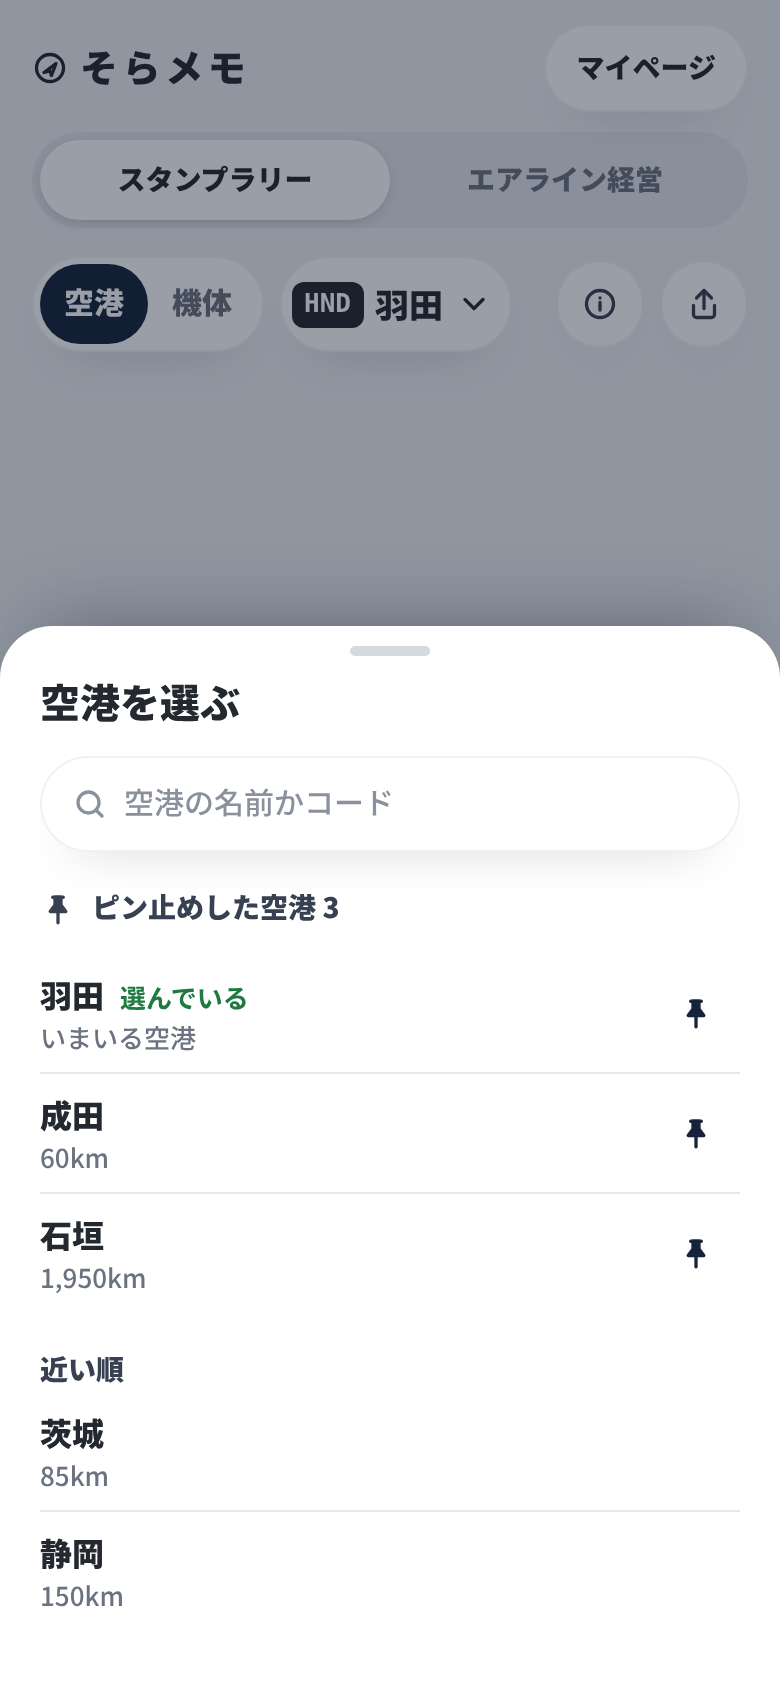 そらメモ
マイページ
スタンプラリー
エアライン経営
空港
機体
HND 羽田
空港を選ぶ
空港の名前かコード
ピン止めした空港 3
羽田 選んでいる
いまいる空港
成田
60km
石垣
1,950km
近い順
茨城
85km
静岡
150km